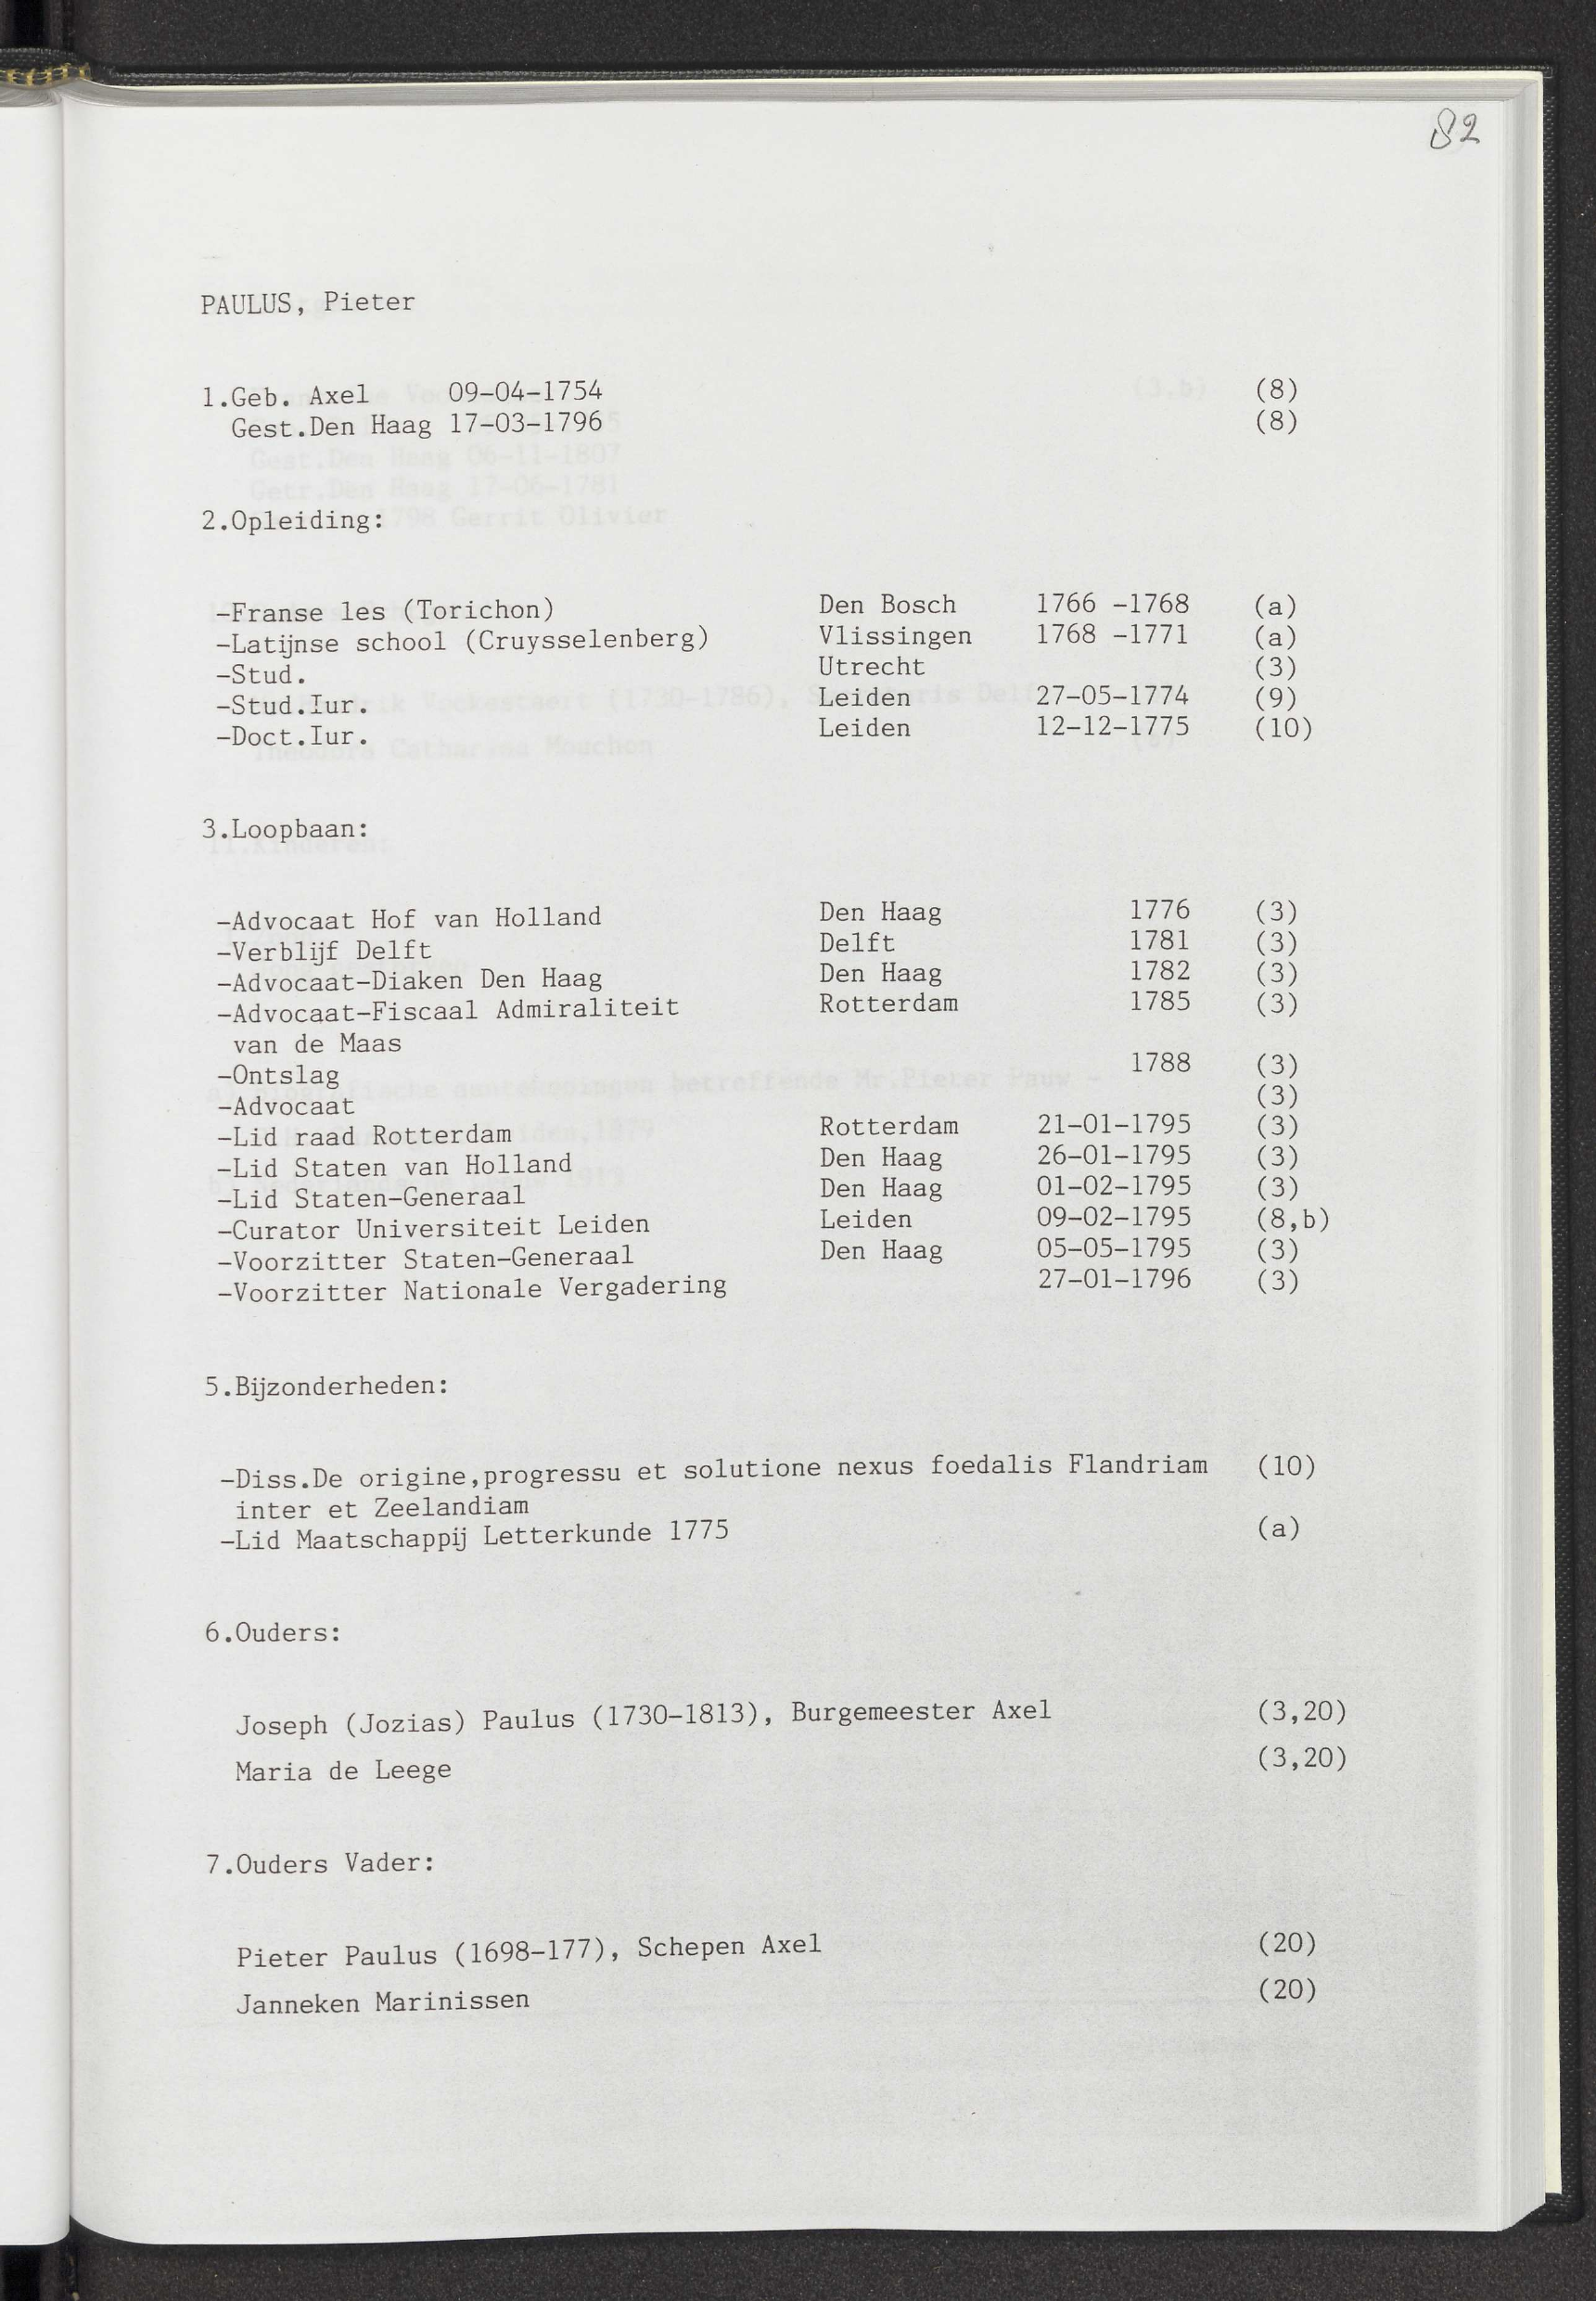 82
PAULUS, Pieter
1.Geb. Axel 09-04-1754 (8)
Gest.Den Haag 17-03-1796 (8)
2.Opleiding:
-Franse les (Torichon) Den Bosch 1766 -1768 (a)
-Latijnse school (Cruysselenberg) Vlissingen 1768 -1771 (a)
-Stud. Utrecht (3)
-Stud.Iur. Leiden 27-05-1774 (9)
-Doct.Iur. Leiden 12-12-1775 (10)
3.Loopbaan:
-Advocaat Hof van Holland Den Haag 1776 (3)
-Verblijf Delft Delft 1781 (3)
-Advocaat-Diaken Den Haag Den Haag 1782 (3)
-Advocaat-Fiscaal Admiraliteit Rotterdam 1785 (3)
van de Maas
-Ontslag 1788 (3)
-Advocaat (3)
-Lid raad Rotterdam Rotterdam 21-01-1795 (3)
-Lid Staten van Holland Den Haag 26-01-1795 (3)
-Lid Staten-Generaal Den Haag 01-02-1795 (3)
-Curator Universiteit Leiden Leiden 09-02-1795 (8,b)
-Voorzitter Staten-Generaal Den Haag 05-05-1795 (3)
-Voorzitter Nationale Vergadering 27-01-1796 (3)
5.Bijzonderheden:
-Diss.De origine,progressu et solutione nexus foedalis Flandriam (10)
inter et Zeelandiam
-Lid Maatschappij Letterkunde 1775 (a)
6.Ouders:
Joseph (Jozias) Paulus (1730-1813), Burgemeester Axel (3,20)
Maria de Leege (3,20)
7.Ouders Vader:
Pieter Paulus (1698-177), Schepen Axel (20)
Janneken Marinissen (20)